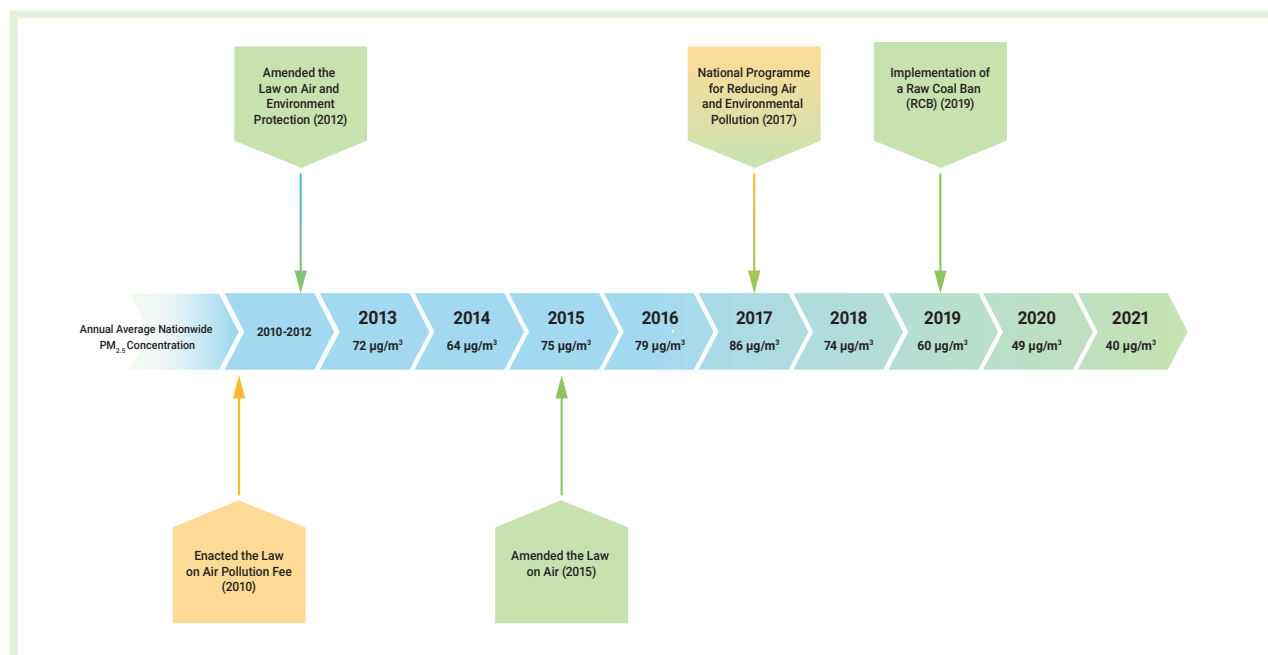 Amended the
Law on Air and
Environment
Protection (2012)
National Programme
for Reducing Air
and Environmental
Pollution (2017)
Implementation of
a Raw Coal Ban
(RCB) (2019)
Annual Average Nationwide
PM2.5 Concentration
2010-2012
2013
72 µg/m³
2014
64 µg/m³
2015
75 µg/m³
2016
79 µg/m³
2017
86 µg/m³
2018
74 µg/m³
2019
60 µg/m³
2020
49 µg/m³
2021
40 µg/m³
Enacted the Law
on Air Pollution Fee
(2010)
Amended the Law
on Air (2015)